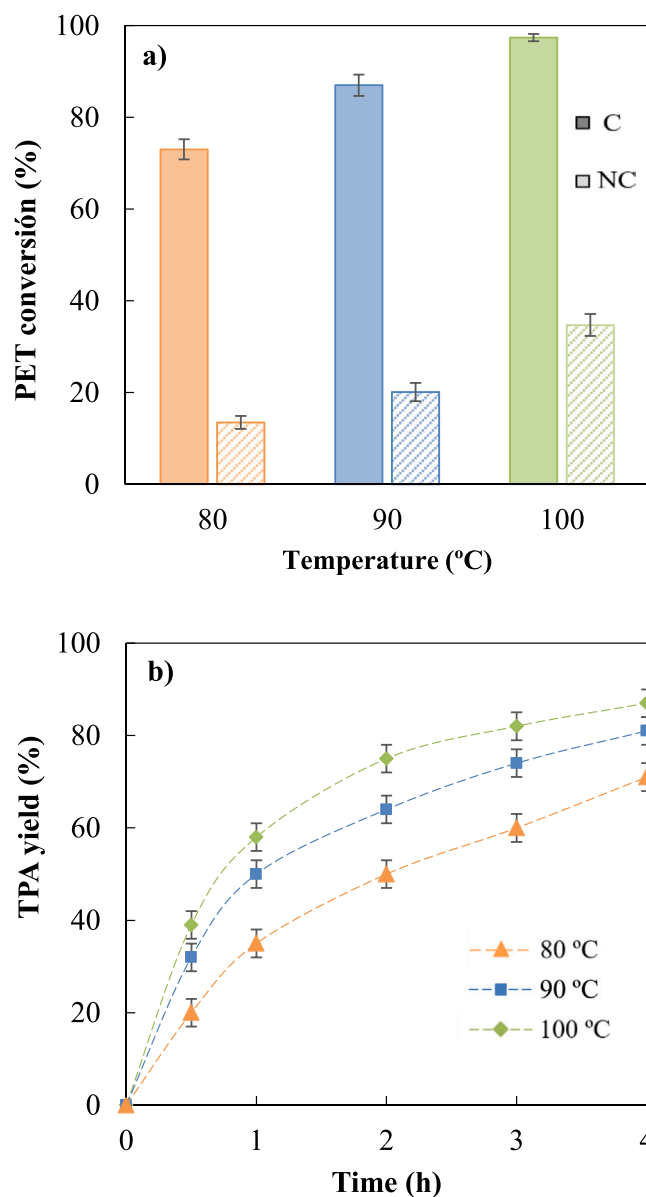 a)
100
80
60
40
20
0
PET conversión (%)
C
NC
80 90 100
Temperature (ºC)
b)
100
80
60
40
20
0
TPA yield (%)
80 ºC
90 ºC
100 ºC
0 1 2 3 4
Time (h)